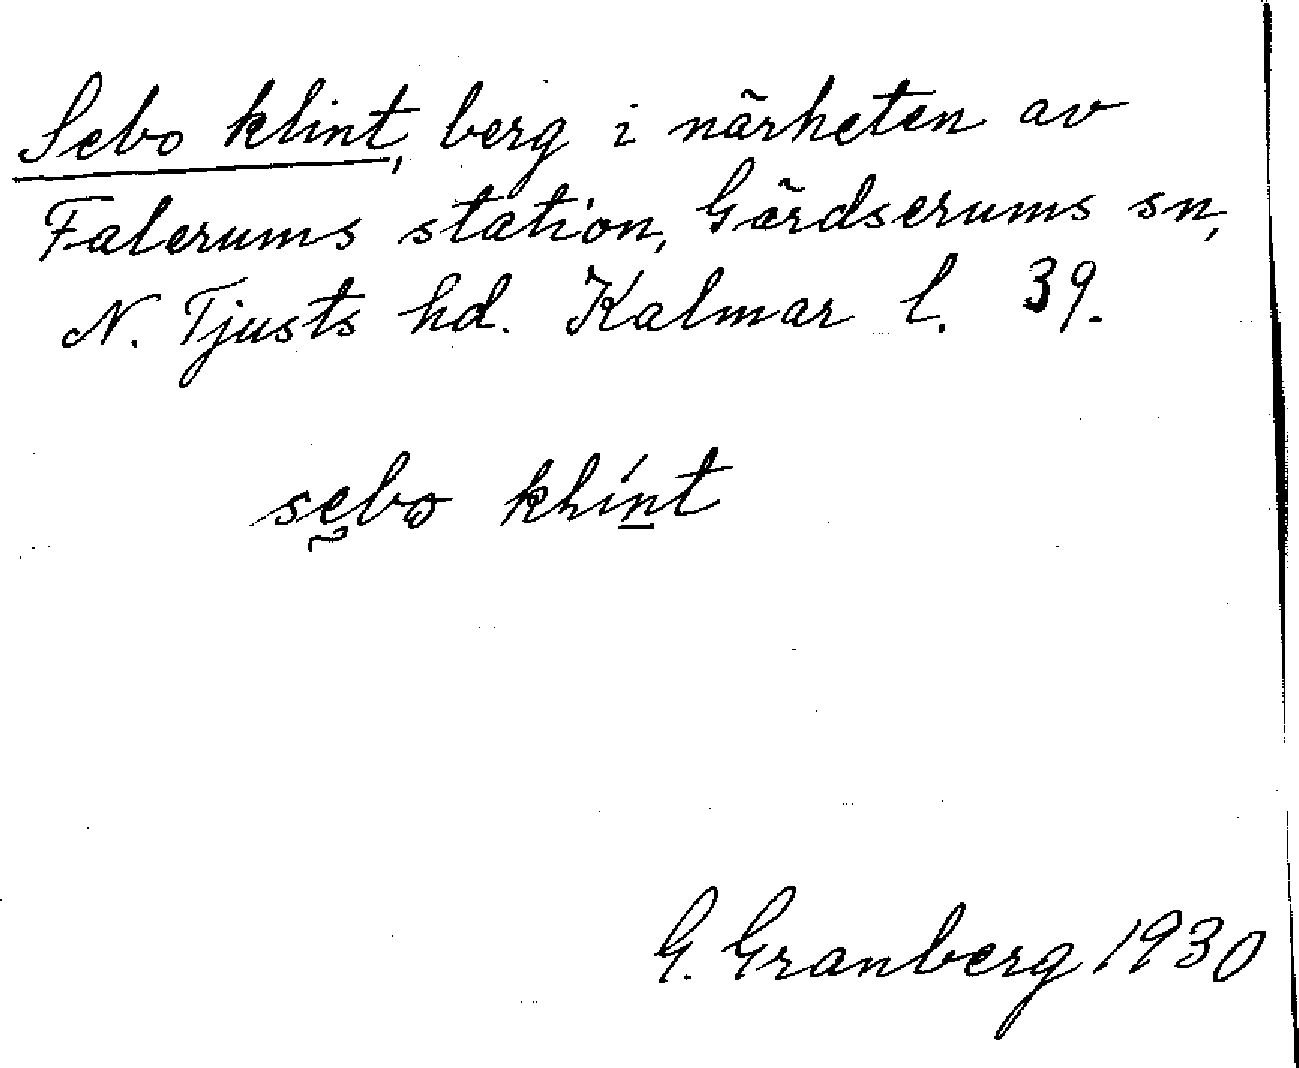 Sebo klint, berg i närheten av
Falerums station, Gärdserums sn,
N. Tjusts hd. Kalmar l. 39.
sebo klint
G. Granberg 1930